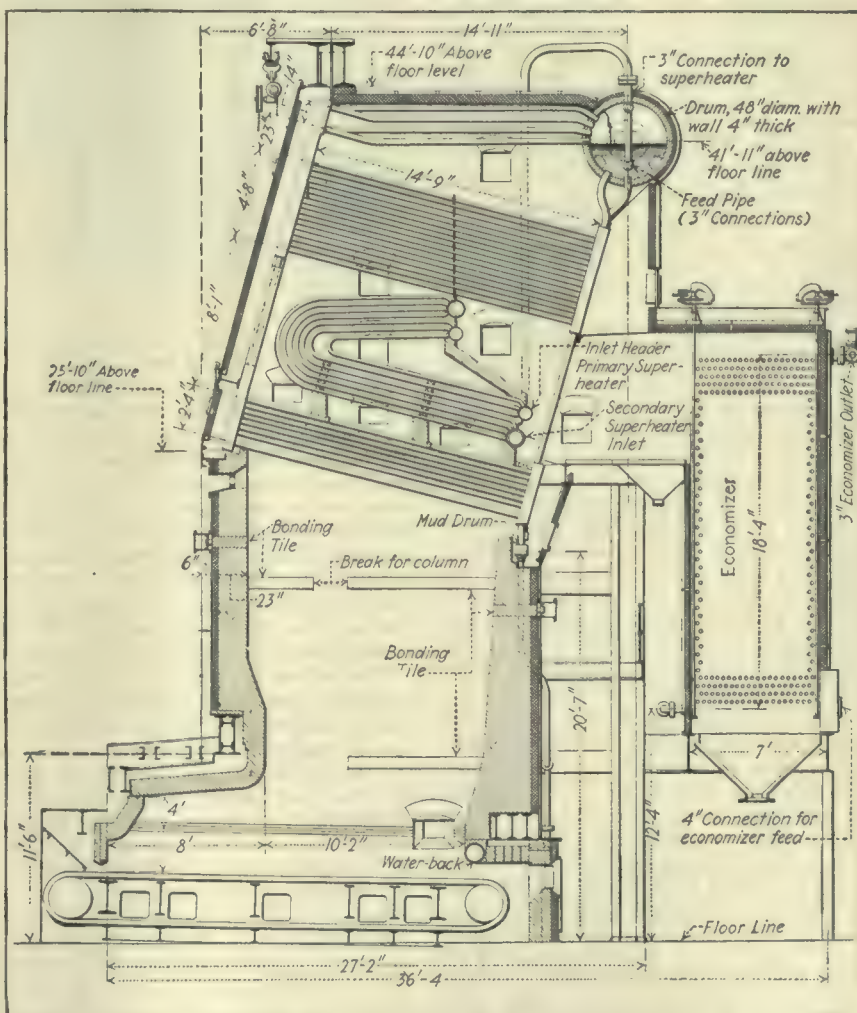 6'-8"
14'-11"
44'-10" Above
floor level
3" Connection to
superheater
Drum, 48" diam. with
wall 4" thick
41'-11" above
floor line
Feed Pipe
(3" Connections)
14"
23"
4'-8"
14'-9"
8'-1"
25'-10" Above
floor line
2'-4"
Inlet Header
Primary Super-
heater
Secondary
Superheater
Inlet
3" Economizer Outlet
Economizer
18'-4"
Mud Drum
Bonding
Tile
6"
Break for column
23"
Bonding
Tile
20'-7"
7'
4'
8'
10'-2"
11'-6"
12'-4"
4" Connection for
economizer feed
Water-back
Floor Line
27'-2"
36'-4